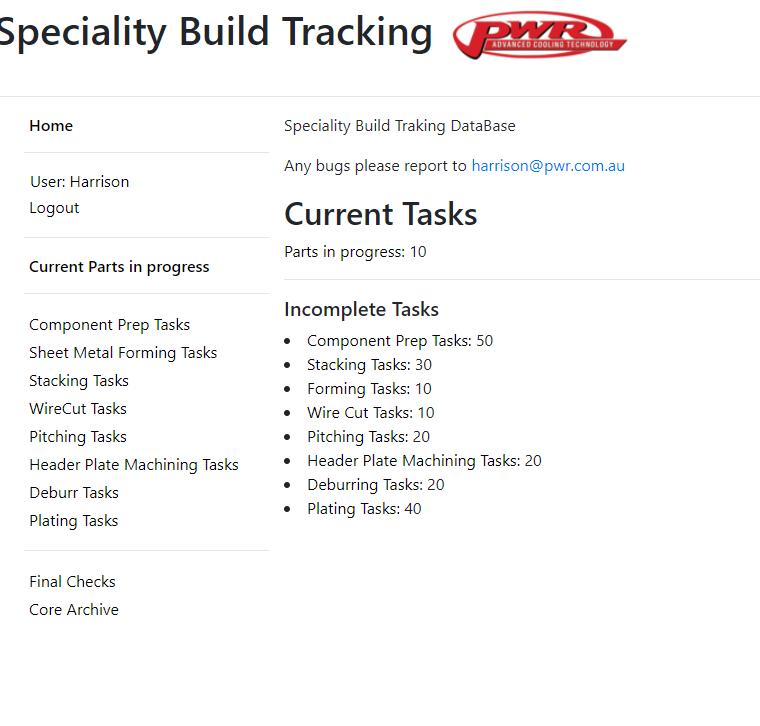 Speciality Build Tracking
PWR
ADVANCED COOLING TECHNOLOGY
Home
User: Harrison
Logout
Current Parts in progress
Component Prep Tasks
Sheet Metal Forming Tasks
Stacking Tasks
WireCut Tasks
Pitching Tasks
Header Plate Machining Tasks
Deburr Tasks
Plating Tasks
Final Checks
Core Archive
Speciality Build Traking DataBase
Any bugs please report to harrison@pwr.com.au
Current Tasks
Parts in progress: 10
Incomplete Tasks
Component Prep Tasks: 50
Stacking Tasks: 30
Forming Tasks: 10
Wire Cut Tasks: 10
Pitching Tasks: 20
Header Plate Machining Tasks: 20
Deburring Tasks: 20
Plating Tasks: 40